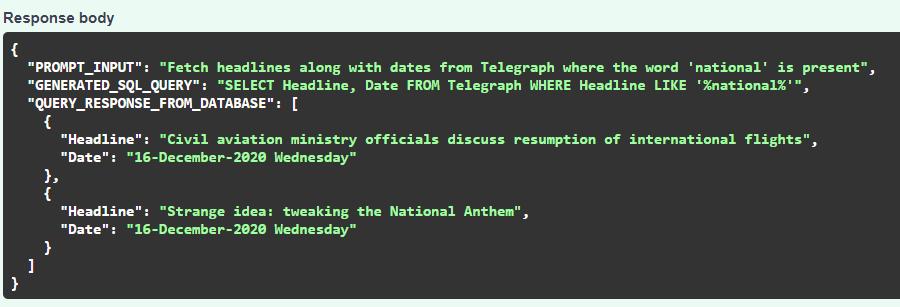 Response body
{
  "PROMPT_INPUT": "Fetch headlines along with dates from Telegraph where the word 'national' is present",
  "GENERATED_SQL_QUERY": "SELECT Headline, Date FROM Telegraph WHERE Headline LIKE '%national%'",
  "QUERY_RESPONSE_FROM_DATABASE": [
    {
      "Headline": "Civil aviation ministry officials discuss resumption of international flights",
      "Date": "16-December-2020 Wednesday"
    },
    {
      "Headline": "Strange idea: tweaking the National Anthem",
      "Date": "16-December-2020 Wednesday"
    }
  ]
}